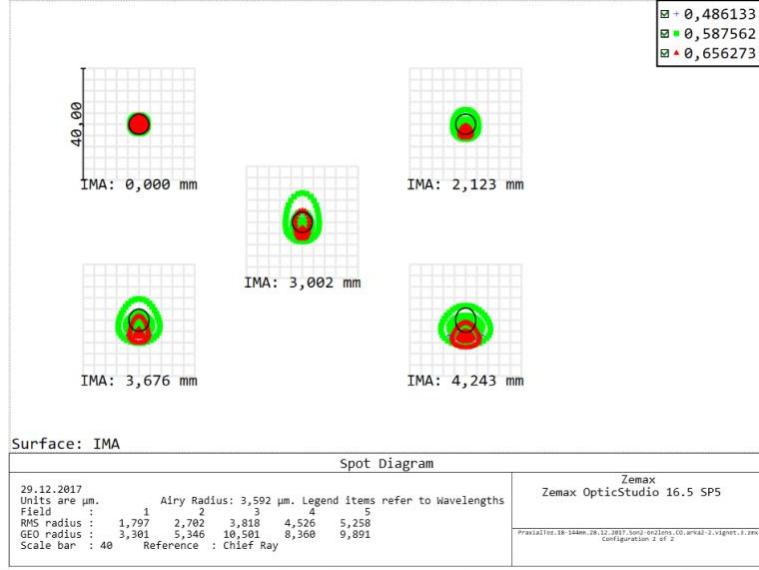 0,486133
0,587562
0,656273
40,00
IMA: 0,000 mm
IMA: 2,123 mm
IMA: 3,002 mm
IMA: 3,676 mm
IMA: 4,243 mm
Surface: IMA
Spot Diagram
29.12.2017
Units are µm. Airy Radius: 3,592 µm. Legend items refer to Wavelengths
Field : 1 2 3 4 5
RMS radius : 1,797 2,702 3,818 4,526 5,258
GEO radius : 3,301 5,346 10,501 8,360 9,891
Scale bar : 40 Reference : Chief Ray
Zemax
Zemax OpticStudio 16.5 SP5
Configuration 2 of 2